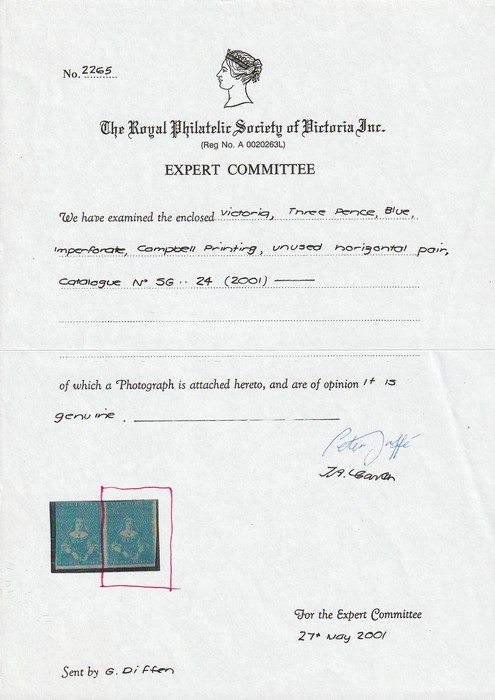 No. 2265
The Royal Philatelic Society of Victoria Inc.
(Reg No. A 0020263L)
EXPERT COMMITTEE
We have examined the enclosed Victoria, Three Pence, Blue,
Imperforate, Campbell Printing, unused horizontal pair,
Catalogue Nº SG .. 24 (2001)
of which a Photograph is attached hereto, and are of opinion it is
genuine.
Peter Jaffé
For the Expert Committee
27th May 2001
Sent by G. Diffen